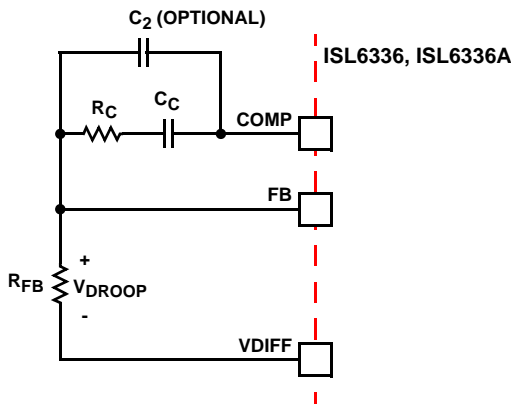 C2 (OPTIONAL)
ISL6336, ISL6336A
RC
CC
COMP
FB
+
RFB
VDROOP
-
VDIFF